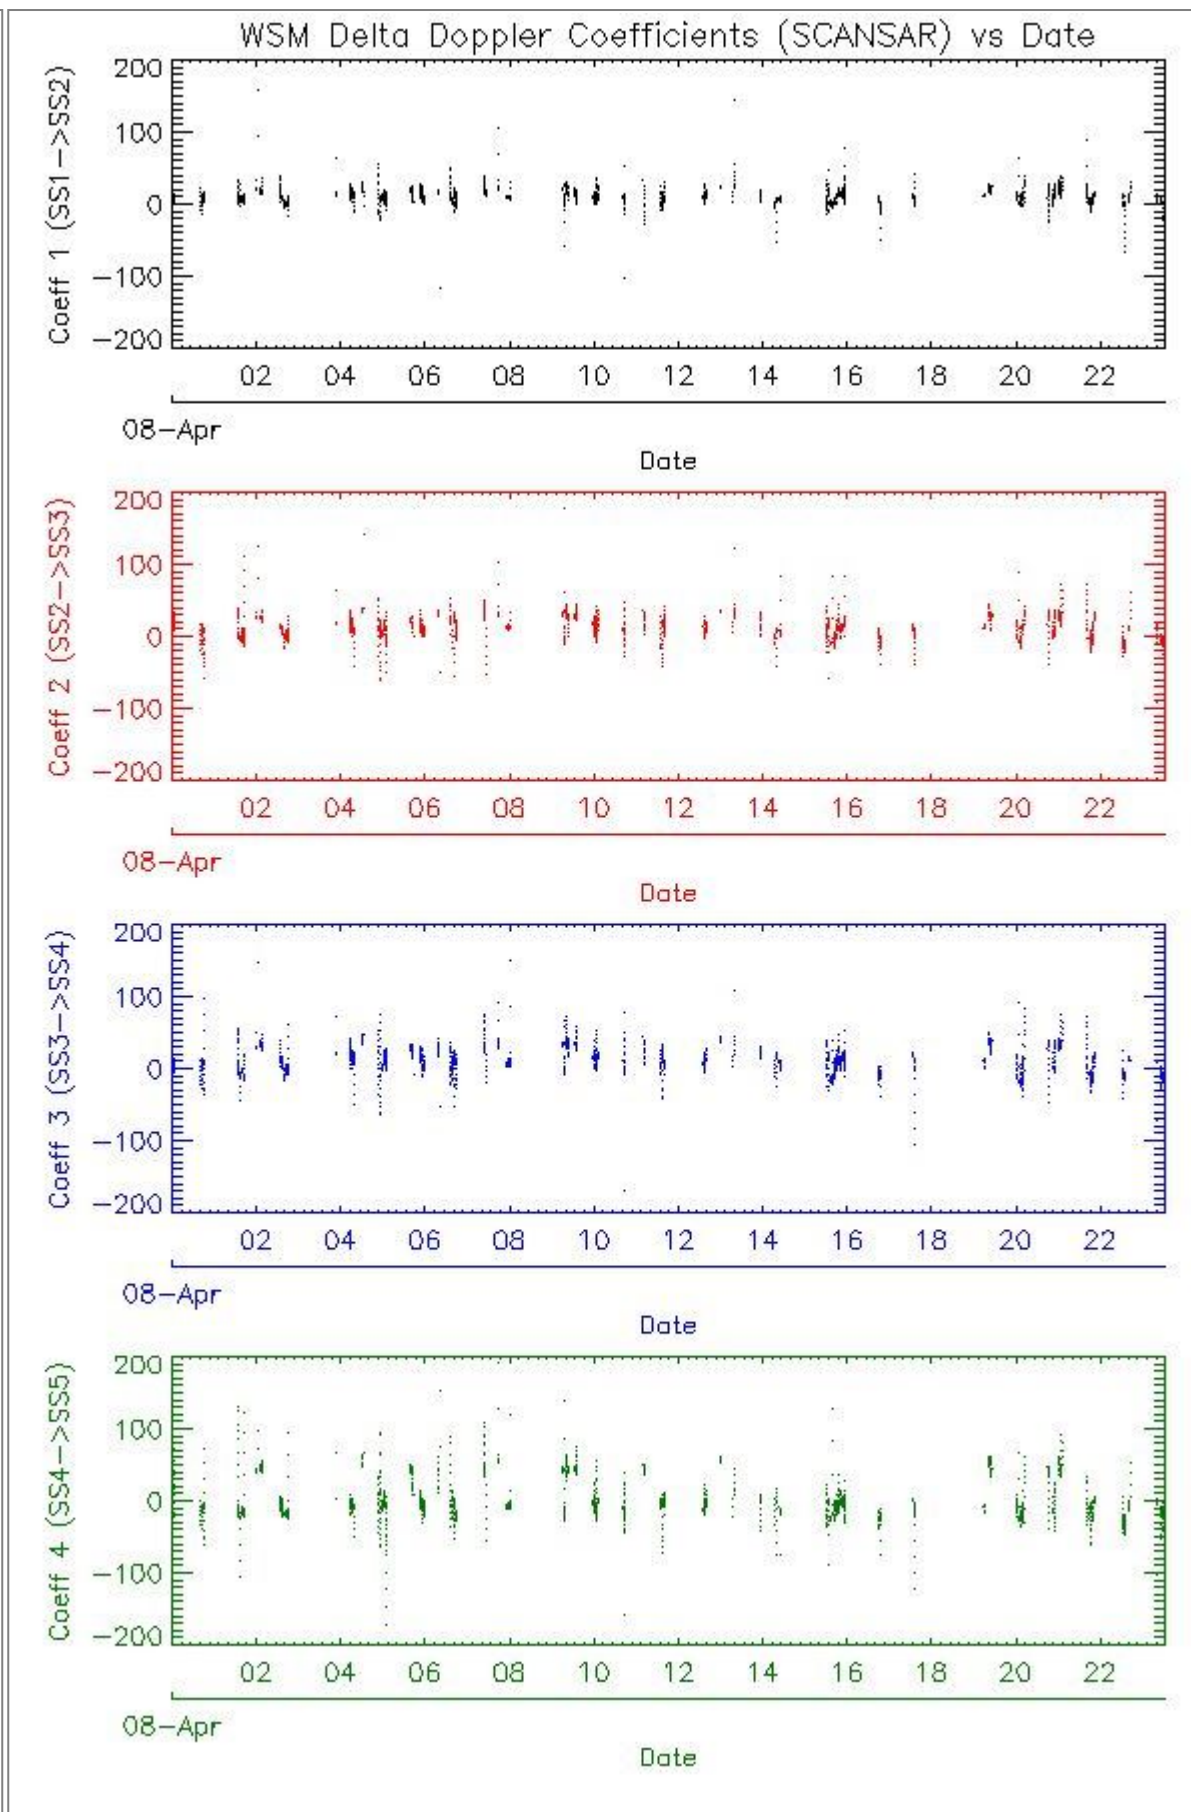 WSM Delta Doppler Coefficients (SCANSAR) vs Date
Coeff 1 (SS1->SS2)
200
100
0
-100
-200
02 04 06 08 10 12 14 16 18 20 22
08-Apr
Date
Coeff 2 (SS2->SS3)
200
100
0
-100
-200
02 04 06 08 10 12 14 16 18 20 22
08-Apr
Date
Coeff 3 (SS3->SS4)
200
100
0
-100
-200
02 04 06 08 10 12 14 16 18 20 22
08-Apr
Date
Coeff 4 (SS4->SS5)
200
100
0
-100
-200
02 04 06 08 10 12 14 16 18 20 22
08-Apr
Date